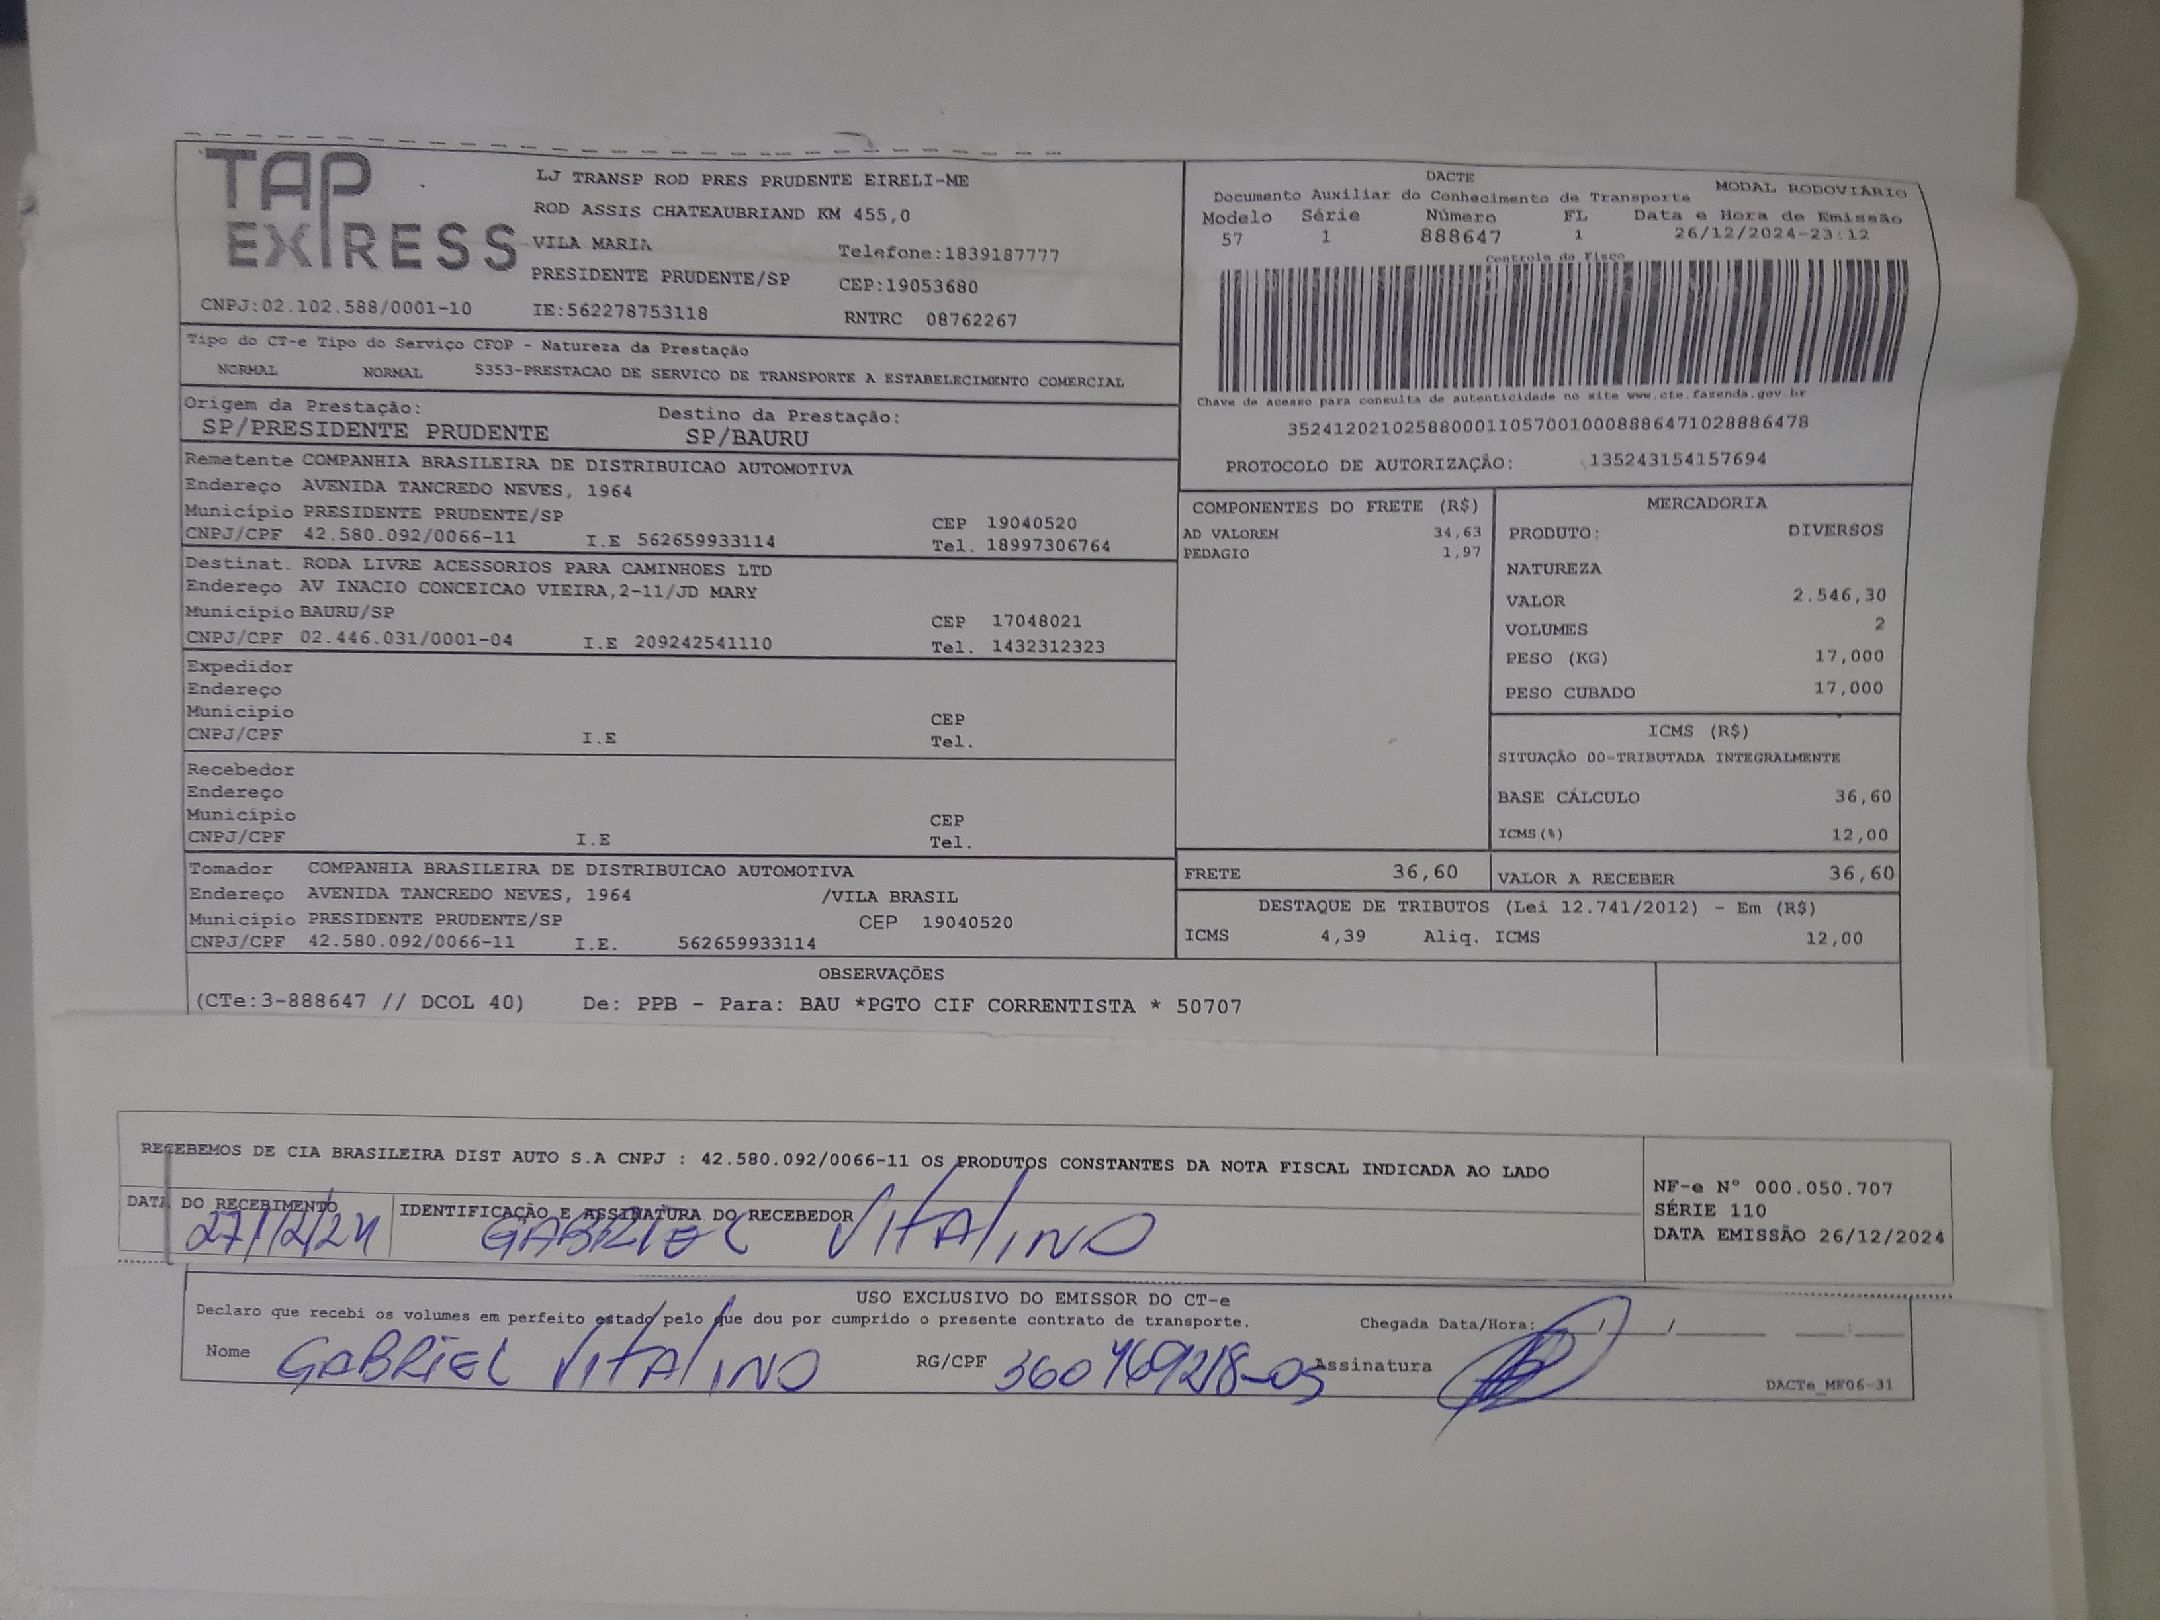 TAP EXPRESS
LJ TRANSP ROD PRES PRUDENTE EIRELI-ME
ROD ASSIS CHATEAUBRIAND KM 455,0
VILA MARIA Telefone:1839187777
PRESIDENTE PRUDENTE/SP CEP:19053680
CNPJ:02.102.588/0001-10 IE:562278753118 RNTRC 08762267
Tipo do CT-e Tipo do Serviço CFOP - Natureza da Prestação
NORMAL NORMAL 5353-PRESTACAO DE SERVICO DE TRANSPORTE A ESTABELECIMENTO COMERCIAL
Origem da Prestação: Destino da Prestação:
SP/PRESIDENTE PRUDENTE SP/BAURU
Remetente COMPANHIA BRASILEIRA DE DISTRIBUICAO AUTOMOTIVA
Endereço AVENIDA TANCREDO NEVES, 1964
Município PRESIDENTE PRUDENTE/SP CEP 19040520
CNPJ/CPF 42.580.092/0066-11 I.E 562659933114 Tel. 18997306764
Destinat. RODA LIVRE ACESSORIOS PARA CAMINHOES LTD
Endereço AV INACIO CONCEICAO VIEIRA,2-11/JD MARY
Município BAURU/SP CEP 17048021
CNPJ/CPF 02.446.031/0001-04 I.E 209242541110 Tel. 1432312323
Expedidor
Endereço
Município CEP
CNPJ/CPF I.E Tel.
Recebedor
Endereço
Município CEP
CNPJ/CPF I.E Tel.
Tomador COMPANHIA BRASILEIRA DE DISTRIBUICAO AUTOMOTIVA
Endereço AVENIDA TANCREDO NEVES, 1964 /VILA BRASIL
Município PRESIDENTE PRUDENTE/SP CEP 19040520
CNPJ/CPF 42.580.092/0066-11 I.E. 562659933114
DACTE
Documento Auxiliar do Conhecimento de Transporte MODAL RODOVIÁRIO
Modelo Série Número FL Data e Hora de Emissão
57 1 888647 1 26/12/2024-23:12
Controle do Fisco
Chave de acesso para consulta de autenticidade no site www.cte.fazenda.gov.br
35241202102588000110570010008886471028886478
PROTOCOLO DE AUTORIZAÇÃO: 135243154157694
COMPONENTES DO FRETE (R$)
AD VALOREM 34,63
PEDAGIO 1,97
MERCADORIA
PRODUTO: DIVERSOS
NATUREZA
VALOR 2.546,30
VOLUMES 2
PESO (KG) 17,000
PESO CUBADO 17,000
ICMS (R$)
SITUAÇÃO 00-TRIBUTADA INTEGRALMENTE
BASE CÁLCULO 36,60
ICMS(%) 12,00
FRETE 36,60 VALOR A RECEBER 36,60
DESTAQUE DE TRIBUTOS (Lei 12.741/2012) - Em (R$)
ICMS 4,39 Aliq. ICMS 12,00
OBSERVAÇÕES
(CTe:3-888647 // DCOL 40) De: PPB - Para: BAU *PGTO CIF CORRENTISTA * 50707
RECEBEMOS DE CIA BRASILEIRA DIST AUTO S.A CNPJ : 42.580.092/0066-11 OS PRODUTOS CONSTANTES DA NOTA FISCAL INDICADA AO LADO
DATA DO RECEBIMENTO IDENTIFICAÇÃO E ASSINATURA DO RECEBEDOR
27/12/24 GABRIEL VITALINO
NF-e Nº 000.050.707
SÉRIE 110
DATA EMISSÃO 26/12/2024
USO EXCLUSIVO DO EMISSOR DO CT-e
Declaro que recebi os volumes em perfeito estado pelo que dou por cumprido o presente contrato de transporte. Chegada Data/Hora: / / :
Nome GABRIEL VITALINO RG/CPF 360769218-05 Assinatura
DACTe_MF06-31